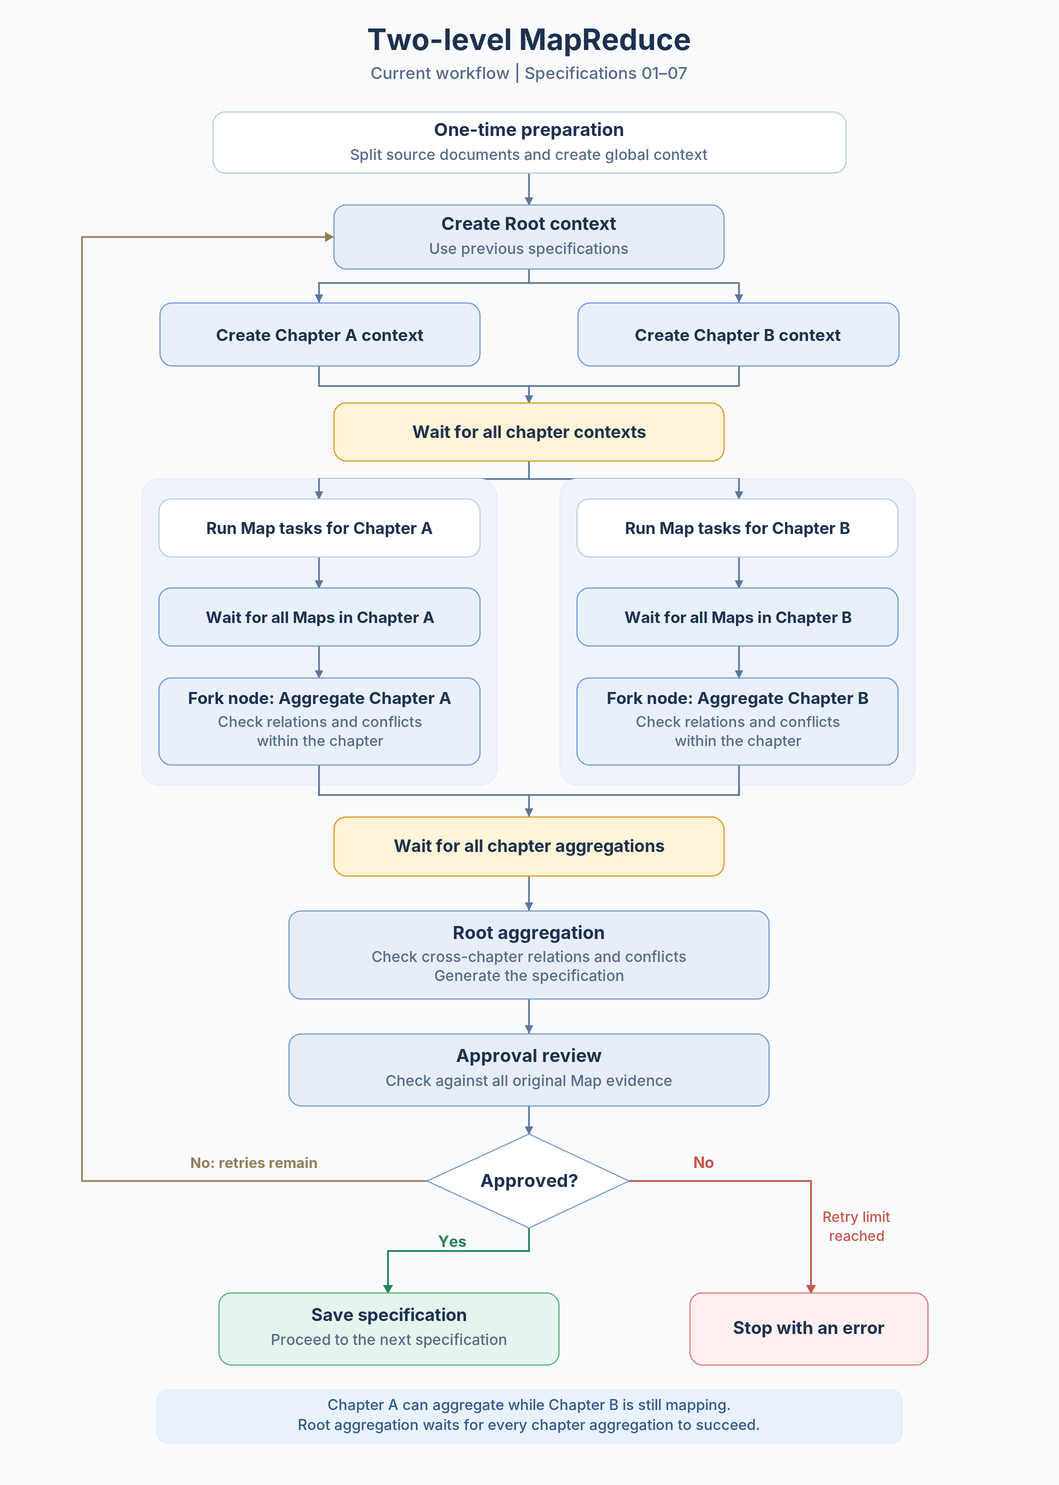 Two-level MapReduce
Current workflow | Specifications 01–07
One-time preparation
Split source documents and create global context
Create Root context
Use previous specifications
Create Chapter A context
Create Chapter B context
Wait for all chapter contexts
Run Map tasks for Chapter A
Run Map tasks for Chapter B
Wait for all Maps in Chapter A
Wait for all Maps in Chapter B
Fork node: Aggregate Chapter A
Check relations and conflicts
within the chapter
Fork node: Aggregate Chapter B
Check relations and conflicts
within the chapter
Wait for all chapter aggregations
Root aggregation
Check cross-chapter relations and conflicts
Generate the specification
Approval review
Check against all original Map evidence
No: retries remain
Approved?
No
Retry limit
reached
Yes
Save specification
Proceed to the next specification
Stop with an error
Chapter A can aggregate while Chapter B is still mapping.
Root aggregation waits for every chapter aggregation to succeed.